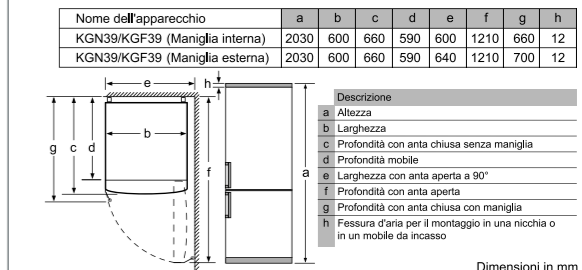 Nome dell'apparecchio a b c d e f g h
KGN39/KGF39 (Maniglia interna) 2030 600 660 590 600 1210 660 12
KGN39/KGF39 (Maniglia esterna) 2030 600 660 590 640 1210 700 12
e
h
b
g c d
f
a
Descrizione
a Altezza
b Larghezza
c Profondità con anta chiusa senza maniglia
d Profondità mobile
e Larghezza con anta aperta a 90°
f Profondità con anta aperta
g Profondità con anta chiusa con maniglia
h Fessura d'aria per il montaggio in una nicchia o
in un mobile da incasso
Dimensioni in mm